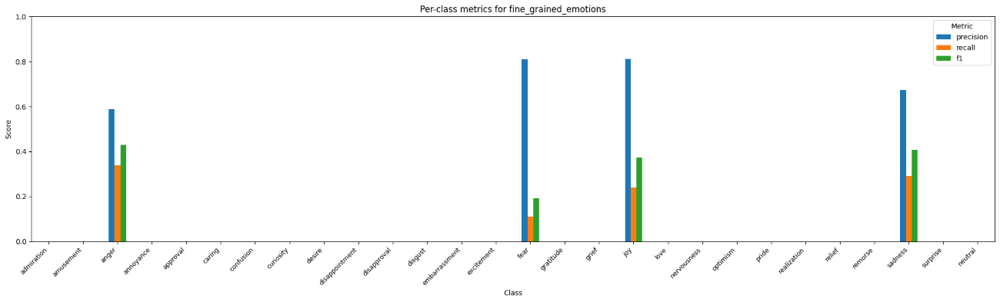 Per-class metrics for fine_grained_emotions
Metric
precision
recall
f1
Score
1.0
0.8
0.6
0.4
0.2
0.0
admiration
amusement
anger
annoyance
approval
caring
confusion
curiosity
desire
disappointment
disapproval
disgust
embarrassment
excitement
fear
gratitude
grief
joy
love
nervousness
optimism
pride
realization
relief
remorse
sadness
surprise
neutral
Class